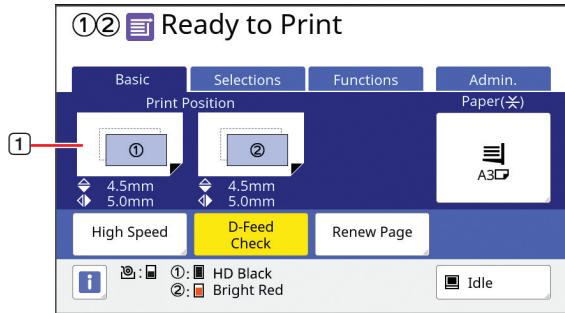 ①② Ready to Print
Basic Selections Functions Admin.
Print Position Paper(⚹)
1
① ②
A3
4.5mm 4.5mm
5.0mm 5.0mm
High Speed D-Feed Check Renew Page
①: HD Black
②: Bright Red
Idle